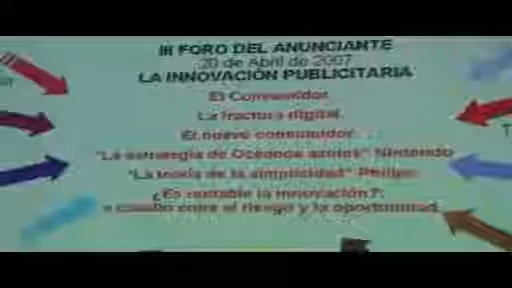 III FORO DEL ANUNCIANTE
20 de Abril de 2007
LA INNOVACIÓN PUBLICITARIA
El Consumidor
La fractura digital
El nuevo consumidor
"La estrategia de Océanos azules" Nintendo
"La teoría de la simplicidad" Philips
¿Es rentable la innovación?:
a caballo entre el riesgo y la oportunidad